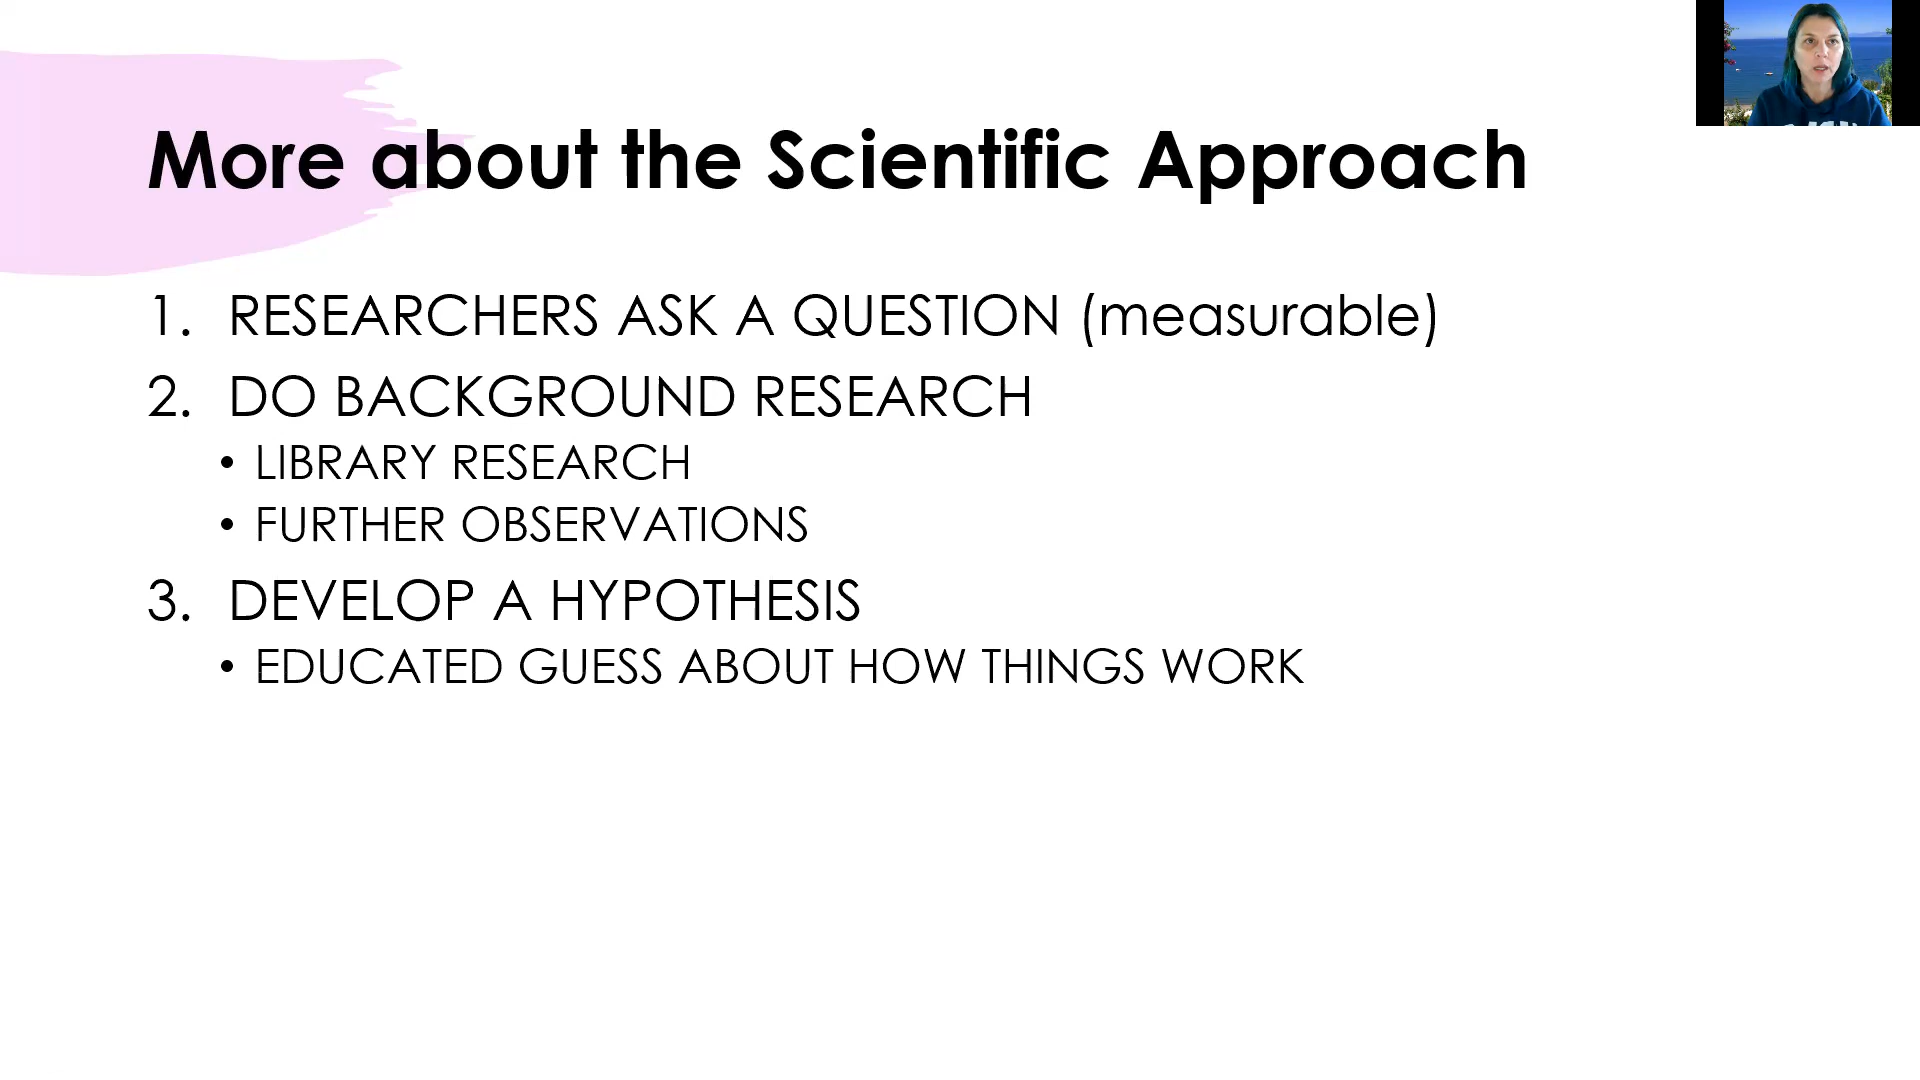 More about the Scientific Approach
1. RESEARCHERS ASK A QUESTION (measurable)
2. DO BACKGROUND RESEARCH
• LIBRARY RESEARCH
• FURTHER OBSERVATIONS
3. DEVELOP A HYPOTHESIS
• EDUCATED GUESS ABOUT HOW THINGS WORK